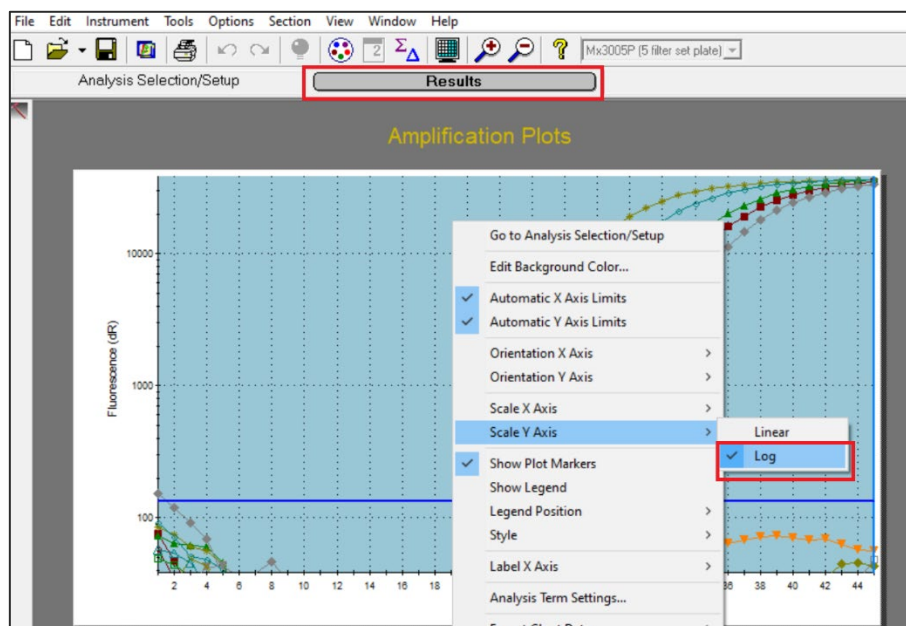 File Edit Instrument Tools Options Section View Window Help
2 Mx3005P (5 filter set plate)
Analysis Selection/Setup Results
Amplification Plots
Fluorescence (dR)
10000
1000
100
2 4 6 8 10 12 14 16 18 36 38 40 42 44
Go to Analysis Selection/Setup
Edit Background Color...
Automatic X Axis Limits
Automatic Y Axis Limits
Orientation X Axis
Orientation Y Axis
Scale X Axis
Scale Y Axis
Linear
Log
Show Plot Markers
Show Legend
Legend Position
Style
Label X Axis
Analysis Term Settings...